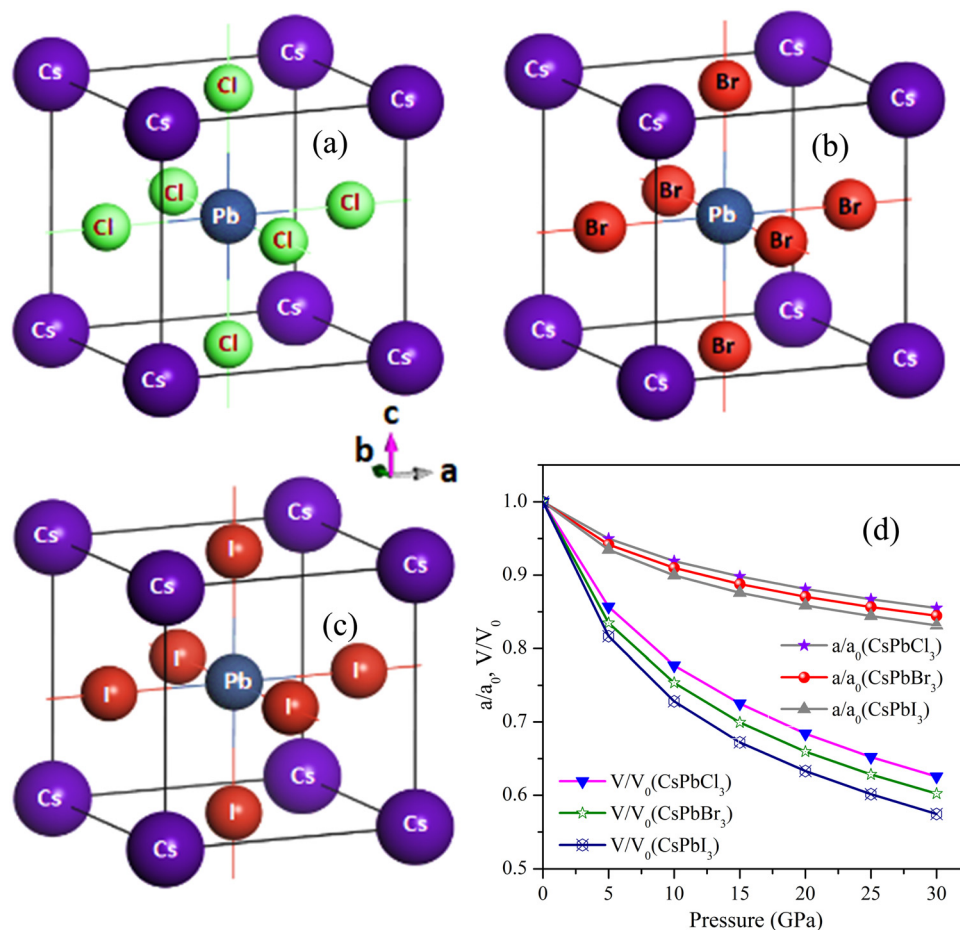 Cs
Cs
Cl
Cs
Cs
(a)
Cl
Cl
Pb
Cl
Cl
Cs
Cs
Cl
Cs
Cs
Cs
Br
Cs
Cs
Cs
(b)
Br
Br
Pb
Br
Br
Cs
Cs
Br
Cs
Cs
c
b
a
Cs
Cs
I
Cs
Cs
(c)
I
I
Pb
I
I
Cs
Cs
I
Cs
Cs
(d)
a/a₀, V/V₀
1.0
0.9
0.8
0.7
0.6
0.5
a/a₀(CsPbCl₃)
a/a₀(CsPbBr₃)
a/a₀(CsPbI₃)
V/V₀(CsPbCl₃)
V/V₀(CsPbBr₃)
V/V₀(CsPbI₃)
0 5 10 15 20 25 30
Pressure (GPa)